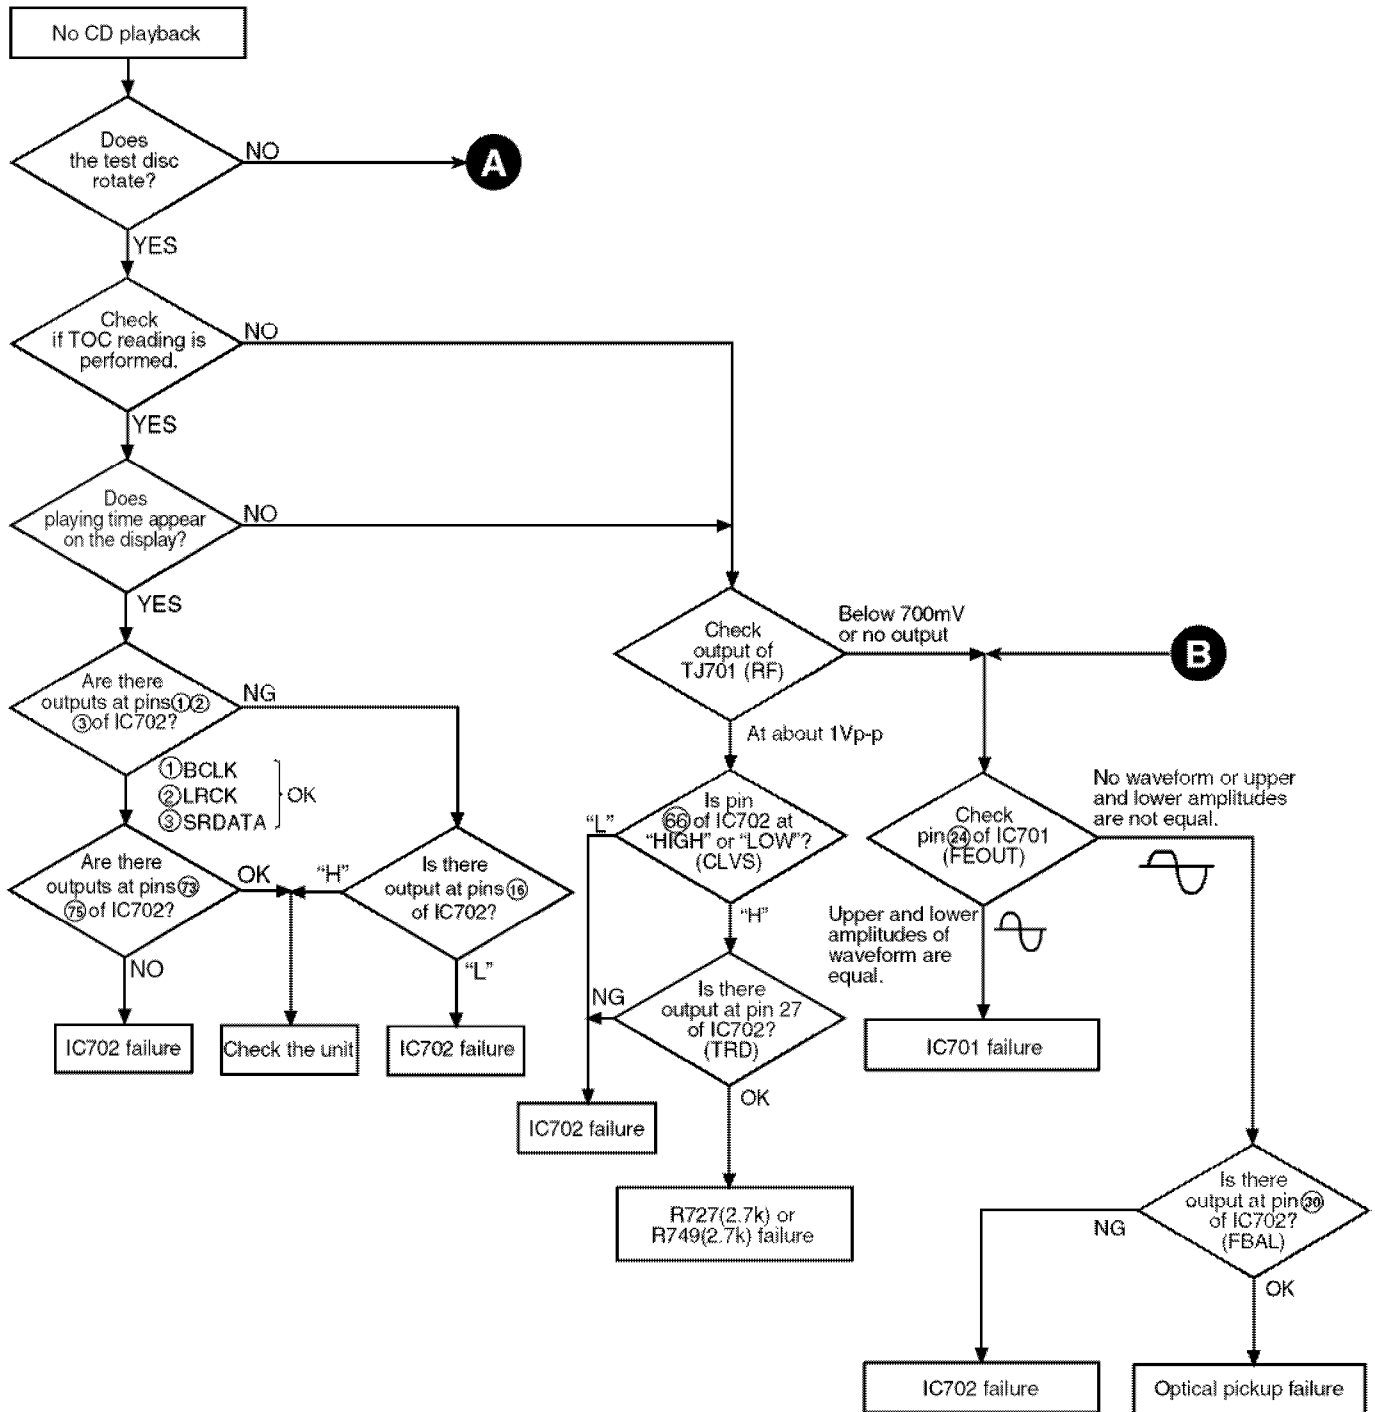 No CD playback
Does
the test disc
rotate?
NO
A
YES
Check
if TOC reading is
performed.
NO
YES
Does
playing time appear
on the display?
NO
YES
Are there
outputs at pins①②
③of IC702?
NG
①BCLK
②LRCK
③SRDATA
OK
Are there
outputs at pins㊷
㊵of IC702?
OK
NO
IC702 failure
Check the unit
“H”
Is there
output at pins⑯
of IC702?
“L”
IC702 failure
Check
output of
TJ701 (RF)
Below 700mV
or no output
B
At about 1Vp-p
Is pin
66 of IC702 at
“HIGH” or “LOW”?
(CLVS)
“L”
“H”
Is there
output at pin 27
of IC702?
(TRD)
NG
OK
IC702 failure
R727(2.7k) or
R749(2.7k) failure
Check
pin㉔of IC701
(FEOUT)
No waveform or upper
and lower amplitudes
are not equal.
Upper and lower
amplitudes of
waveform are
equal.
IC701 failure
Is there
output at pin㉚
of IC702?
(FBAL)
NG
OK
IC702 failure
Optical pickup failure